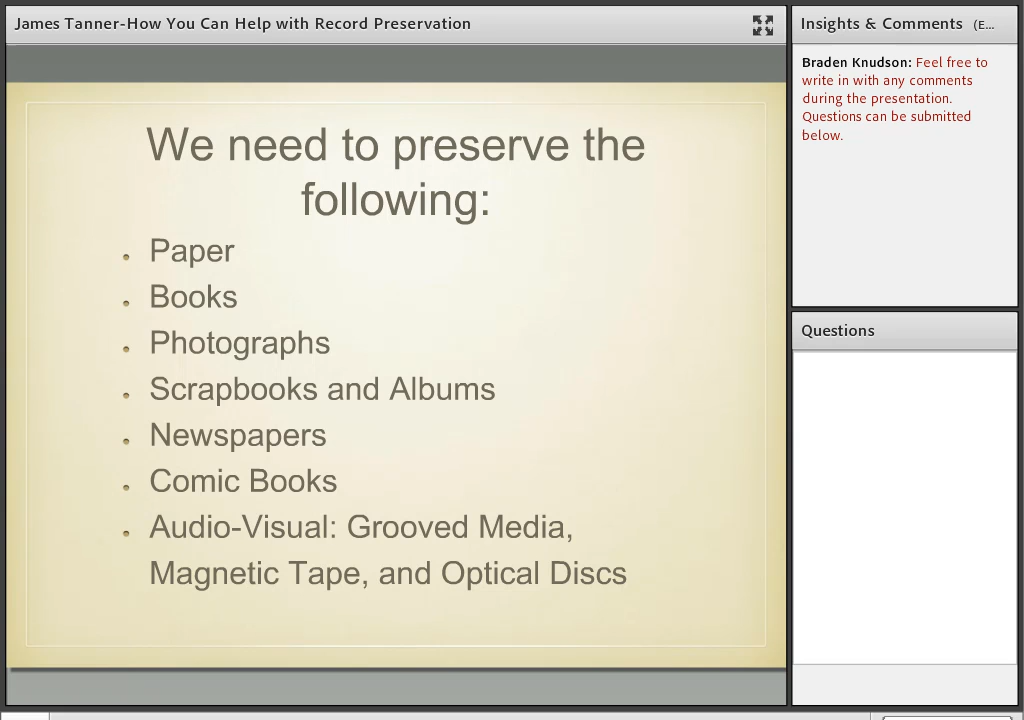 James Tanner-How You Can Help with Record Preservation
We need to preserve the
following:
Paper
Books
Photographs
Scrapbooks and Albums
Newspapers
Comic Books
Audio-Visual: Grooved Media,
Magnetic Tape, and Optical Discs
Insights & Comments (E...
Braden Knudson: Feel free to
write in with any comments
during the presentation.
Questions can be submitted
below.
Questions